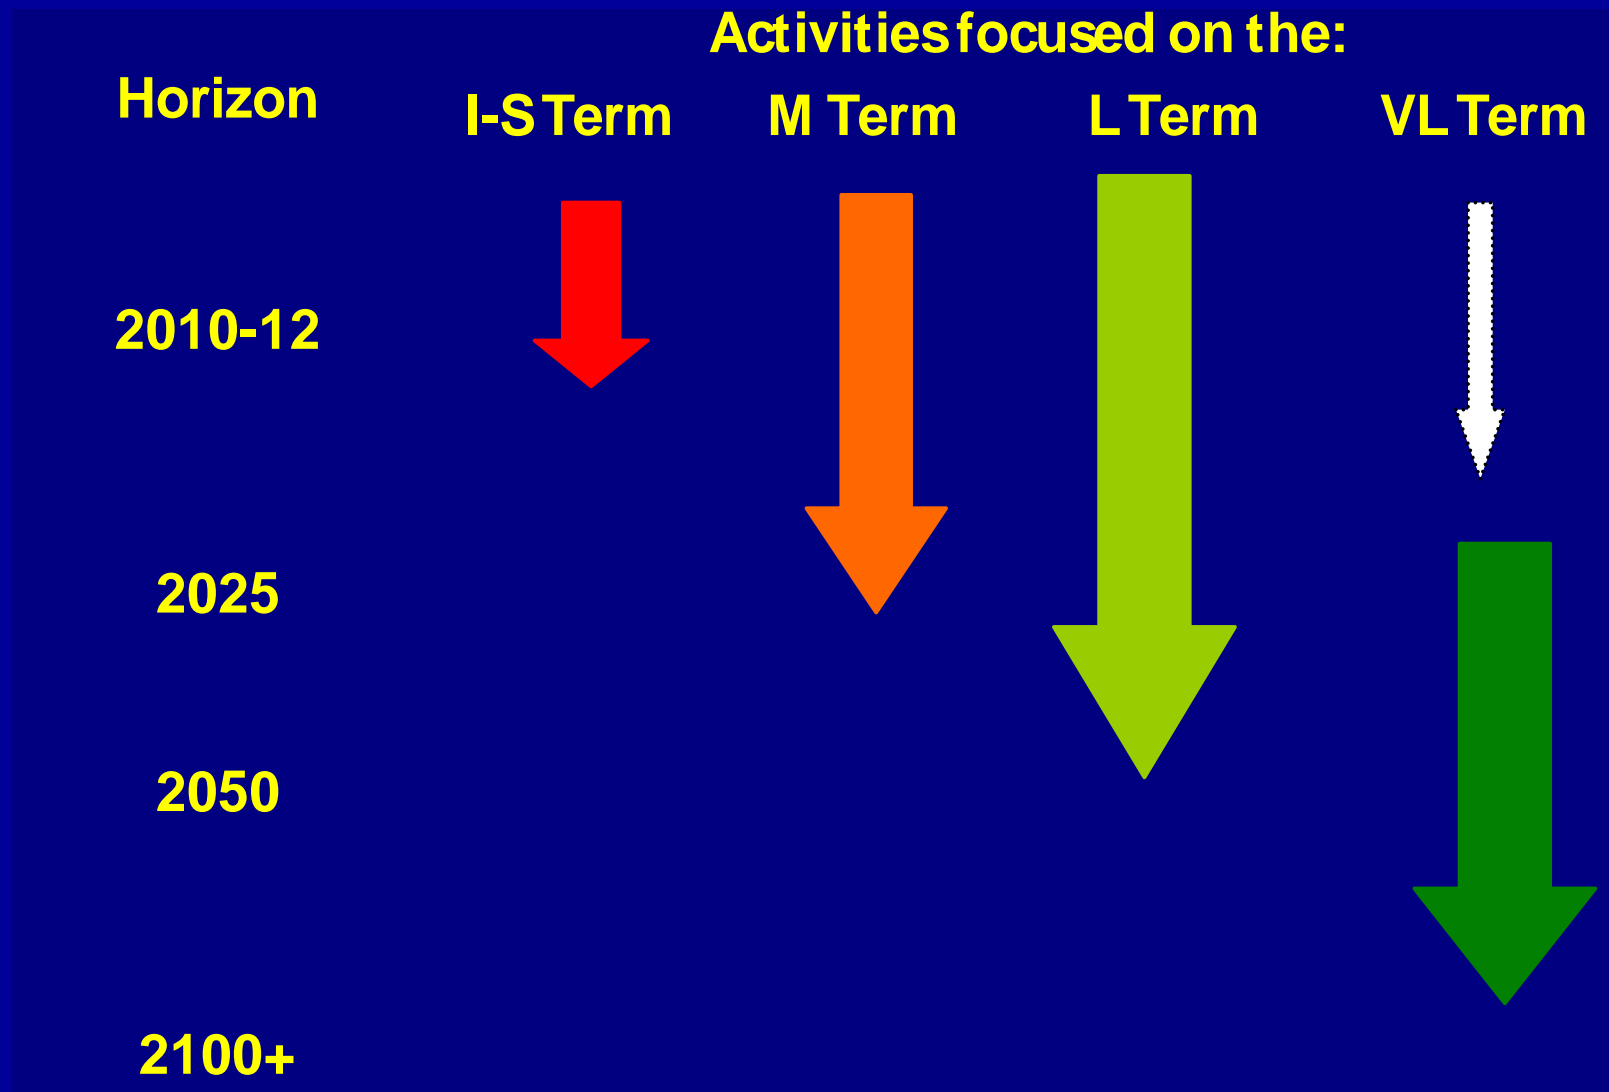 Activities focused on the:
Horizon
I-S Term
M Term
L Term
VL Term
2010-12
2025
2050
2100+